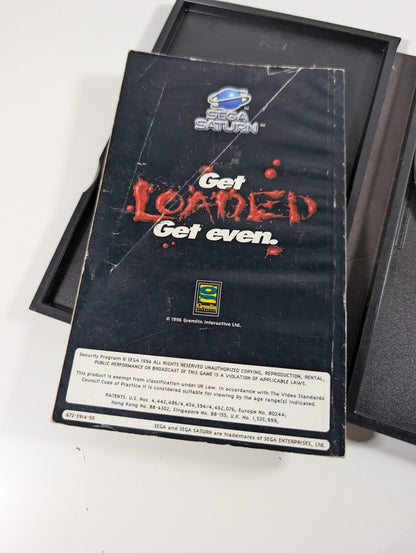 SEGA
SATURN™
Get
LOADED
Get even.
Gremlin
© 1996 Gremlin Interactive Ltd.
Security Program © SEGA 1994 ALL RIGHTS RESERVED UNAUTHORIZED COPYING, REPRODUCTION, RENTAL,
PUBLIC PERFORMANCE OR BROADCAST OF THIS GAME IS A VIOLATION OF APPLICABLE LAWS.
This product is exempt from classification under UK Law. In accordance with The Video Standards
Council Code of Practice it is considered suitable for viewing by the age range(s) indicated.
PATENTS: U.S. Nos. 4,442,486/4,454,594/4,462,076; Europe No. 80244,
Hong Kong No. 88-4302; Singapore No. 88-155; U.K. No. 1,535,999;
672-3914-50
SEGA and SEGA SATURN are trademarks of SEGA ENTERPRISES, Ltd.